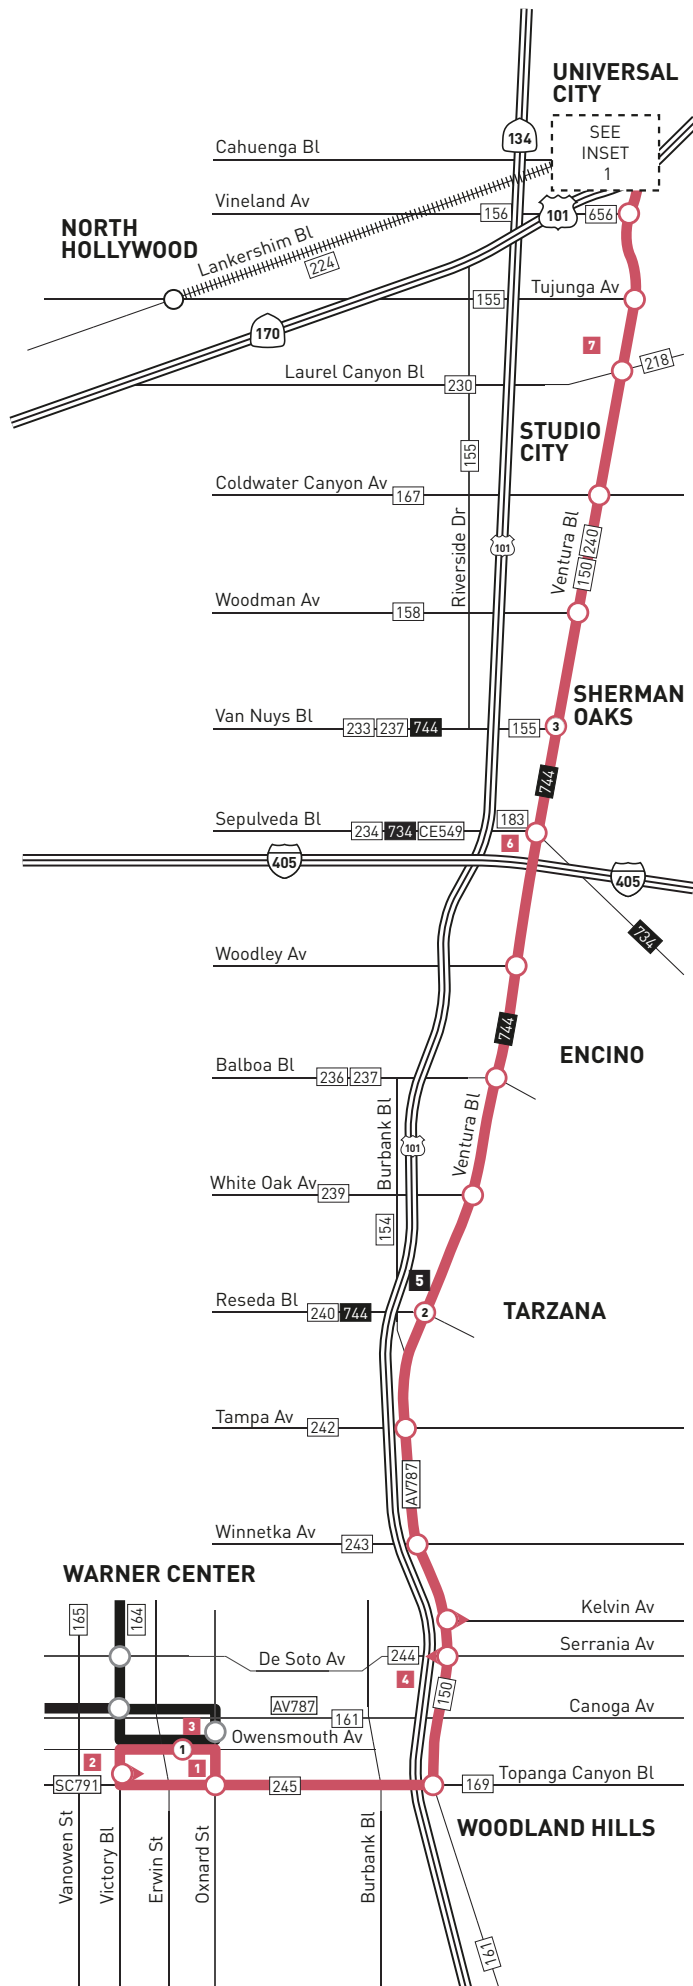 UNIVERSAL
CITY
134
SEE
INSET
1
Cahuenga Bl
Vineland Av
156
101
656
NORTH
HOLLYWOOD
Lankershim Bl
224
Tujunga Av
155
170
7
218
Laurel Canyon Bl
230
STUDIO
CITY
155
Coldwater Canyon Av
167
Riverside Dr
101
Ventura Bl
150
240
Woodman Av
158
SHERMAN
OAKS
Van Nuys Bl
233
237
744
155
3
744
Sepulveda Bl
234
734
CE549
183
6
405
405
734
Woodley Av
744
ENCINO
Balboa Bl
236
237
Burbank Bl
101
Ventura Bl
White Oak Av
239
154
5
Reseda Bl
240
744
2
TARZANA
Tampa Av
242
AV787
Winnetka Av
243
WARNER CENTER
165
164
Kelvin Av
De Soto Av
244
Serrania Av
4
150
AV787
161
Canoga Av
3
Owensmouth Av
1
2
1
SC791
245
169
Topanga Canyon Bl
WOODLAND HILLS
Vanowen St
Victory Bl
Erwin St
Oxnard St
Burbank Bl
161